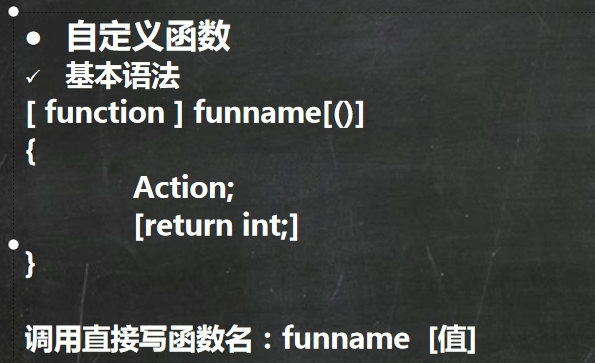 ● 自定义函数
✓ 基本语法
[ function ] funname[()]
{
Action;
[return int;]
}
调用直接写函数名：funname [值]